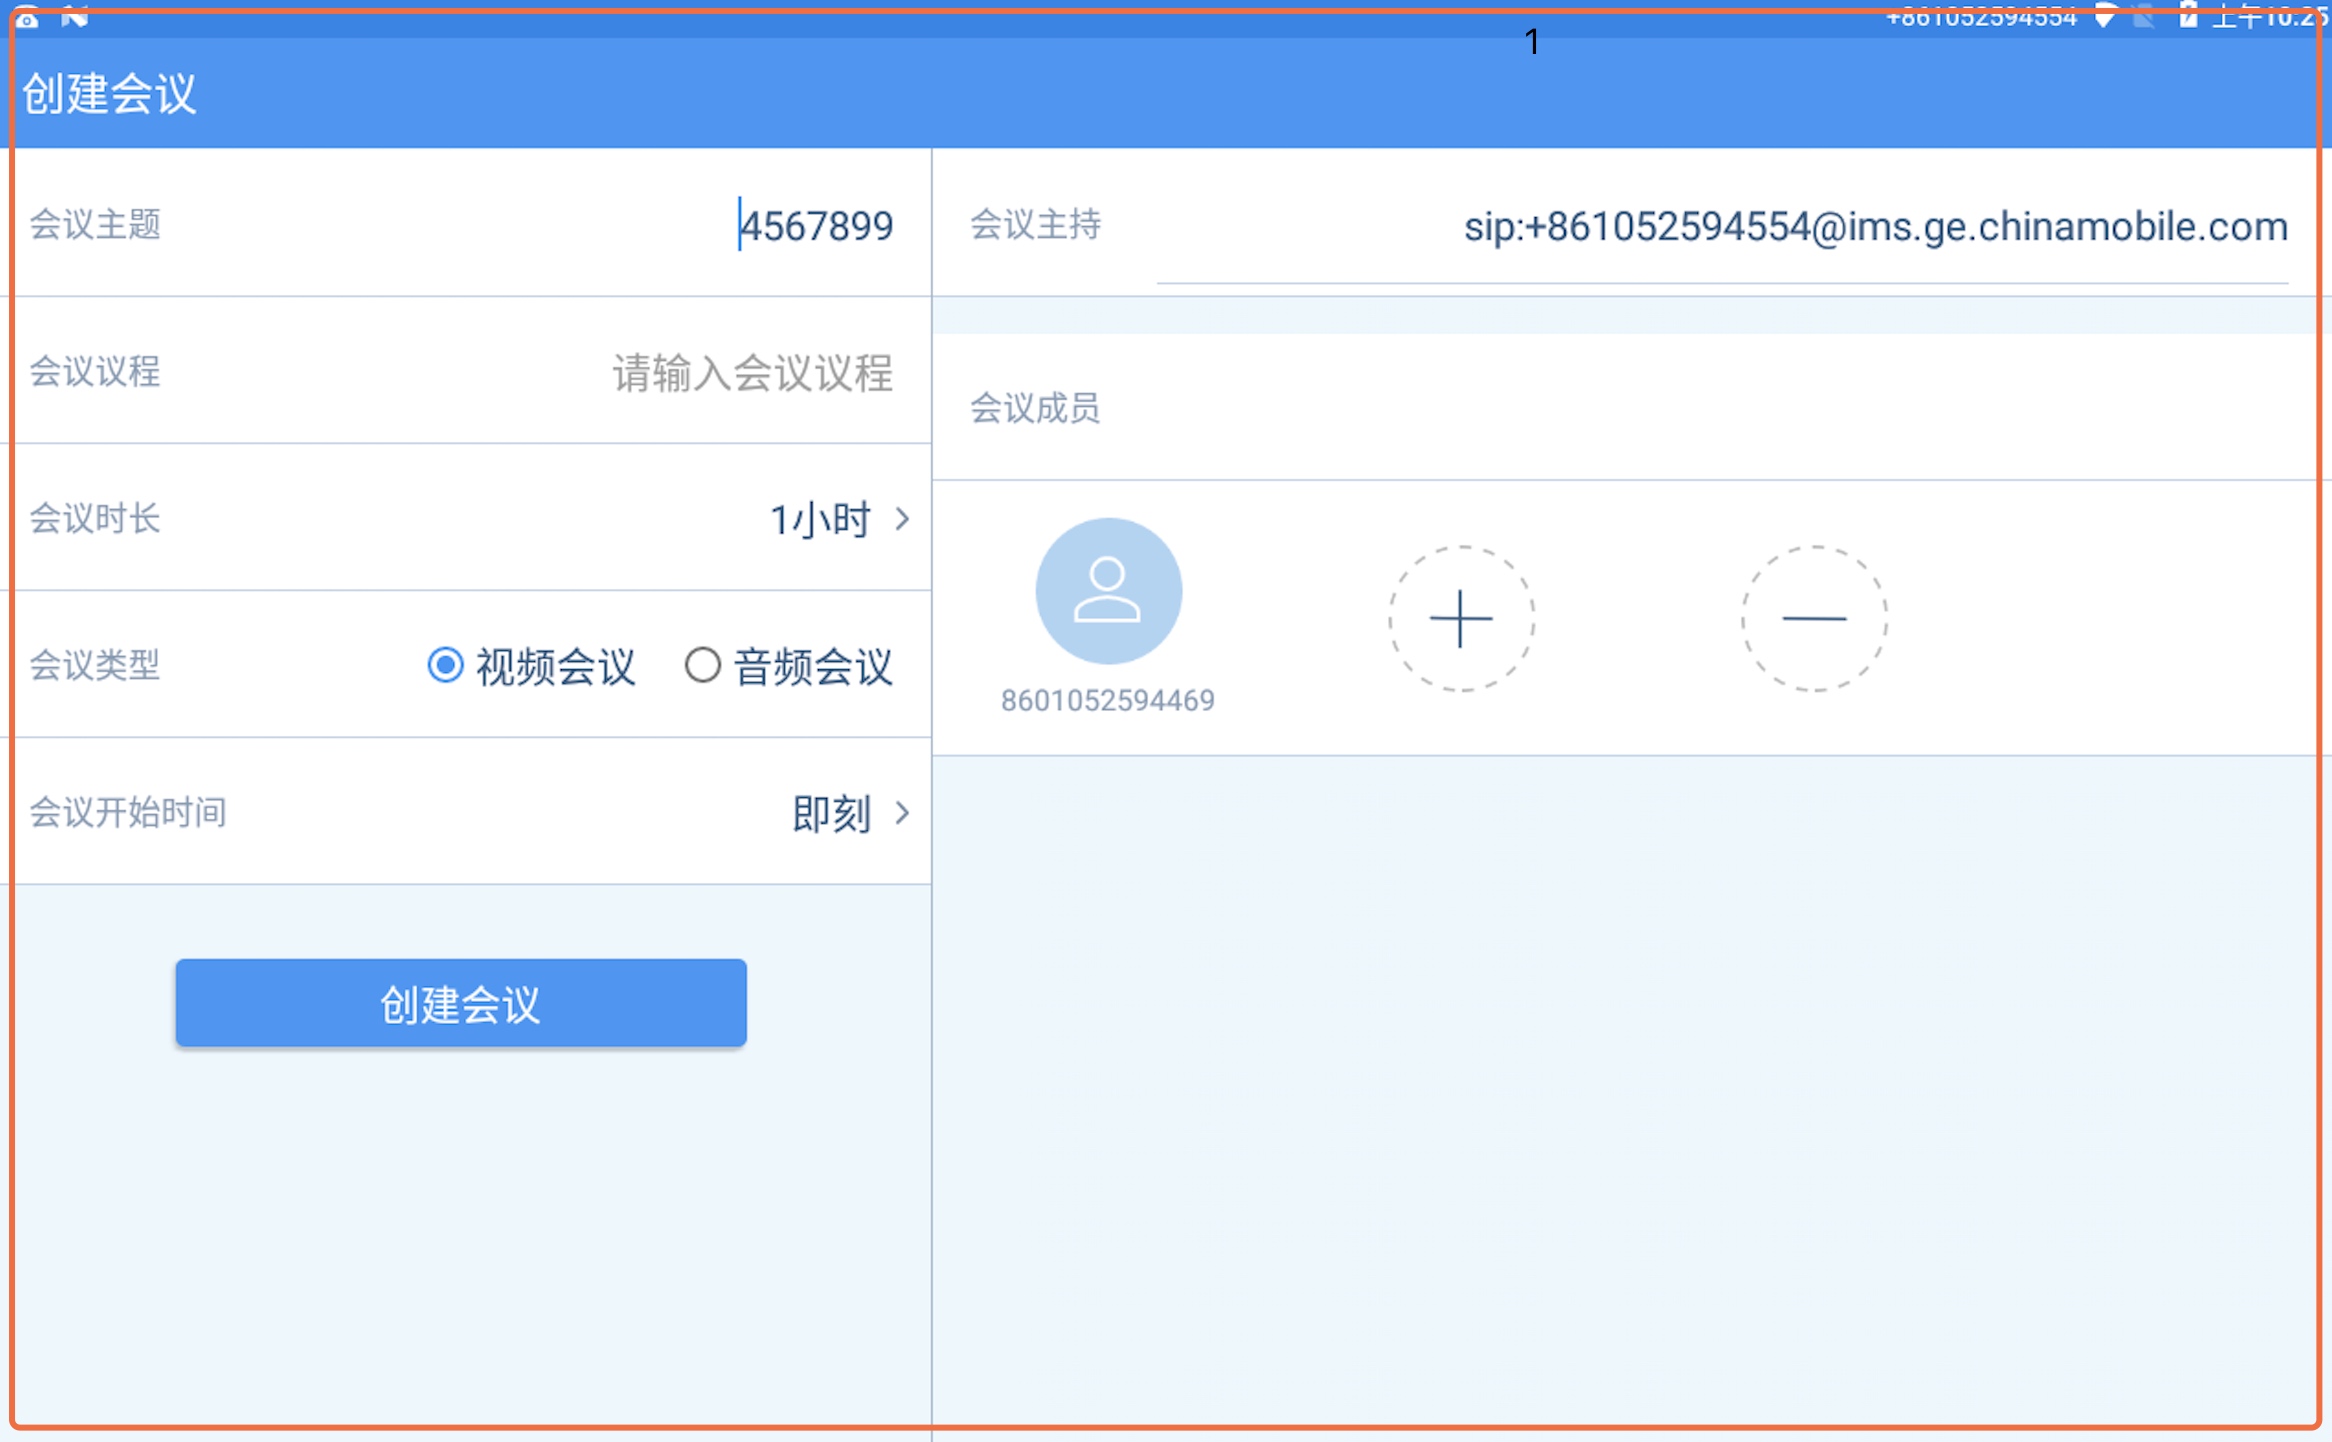 +861052594554 上午10:25
1
创建会议
会议主题 4567899
会议议程 请输入会议议程
会议时长 1小时
会议类型 视频会议 音频会议
会议开始时间 即刻
创建会议
会议主持 sip:+861052594554@ims.ge.chinamobile.com
会议成员
8601052594469